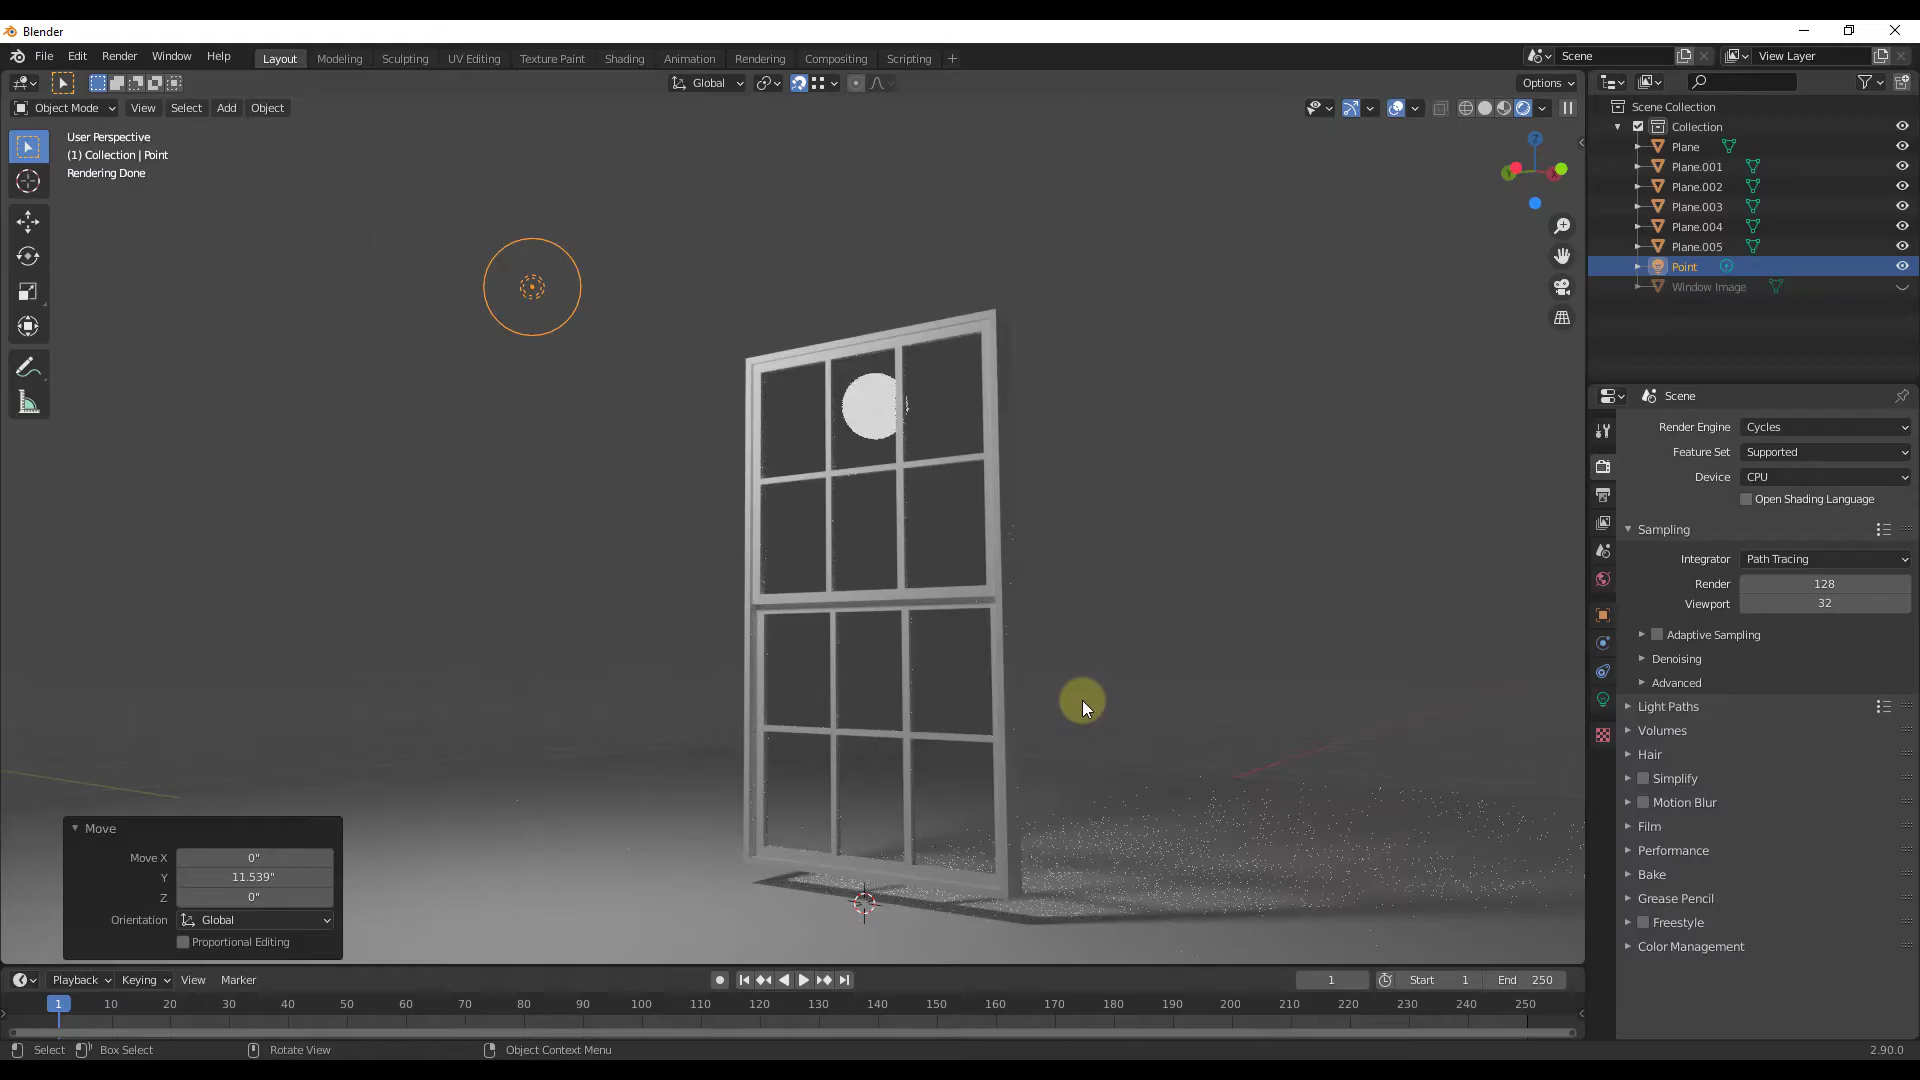 Blender
File Edit Render Window Help
Layout Modeling Sculpting UV Editing Texture Paint Shading Animation Rendering Compositing Scripting +
Scene
View Layer
Global
Options
Object Mode View Select Add Object
User Perspective
(1) Collection | Point
Rendering Done
Z
Y
X
Scene Collection
Collection
Plane
Plane.001
Plane.002
Plane.003
Plane.004
Plane.005
Point
Window Image
Scene
Render Engine Cycles
Feature Set Supported
Device CPU
Open Shading Language
Sampling
Integrator Path Tracing
Render 128
Viewport 32
Adaptive Sampling
Denoising
Advanced
Light Paths
Volumes
Hair
Simplify
Motion Blur
Film
Performance
Bake
Grease Pencil
Freestyle
Color Management
Move
Move X 0"
Y 11.539"
Z 0"
Orientation Global
Proportional Editing
Playback Keying View Marker
1 Start 1 End 250
1 10 20 30 40 50 60 70 80 90 100 110 120 130 140 150 160 170 180 190 200 210 220 230 240 250
Select Box Select Rotate View Object Context Menu 2.90.0